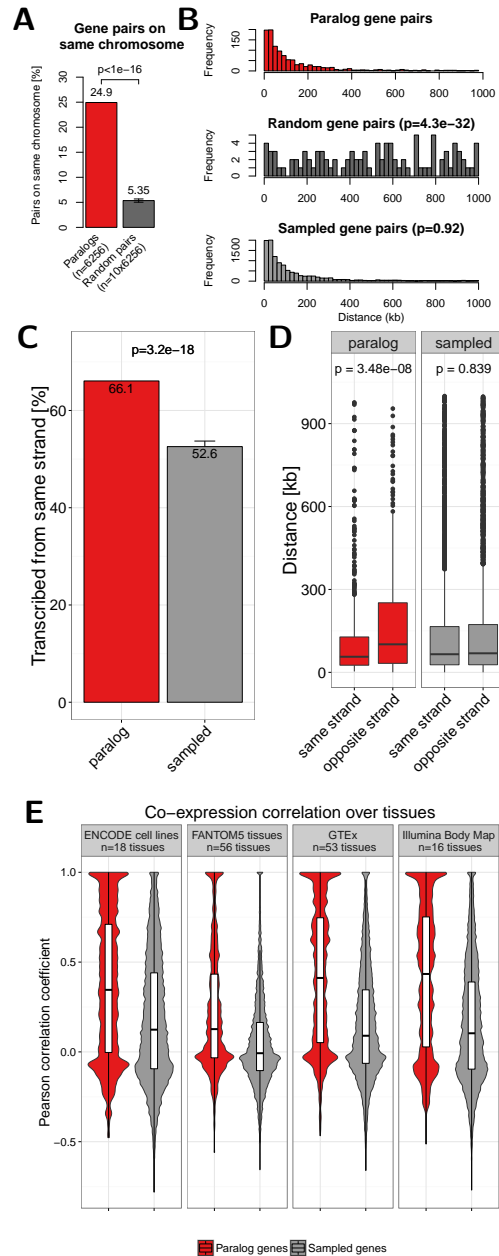 A
Gene pairs on
same chromosome
p<1e−16
Pairs on same chromosome [%]
30
25
20
15
10
5
0
24.9
5.35
Paralogs
(n=6256)
Random pairs
(n=10x6256)
B
Paralog gene pairs
Frequency
150
0
0 200 400 600 800 1000
Random gene pairs (p=4.3e−32)
Frequency
4
2
0
0 200 400 600 800 1000
Sampled gene pairs (p=0.92)
Frequency
1500
0
0 200 400 600 800 1000
Distance (kb)
C
p=3.2e−18
Transcribed from same strand [%]
60
40
20
0
66.1
52.6
paralog
sampled
D
paralog
sampled
p = 3.48e−08
p = 0.839
Distance [kb]
900
600
300
0
same strand
opposite strand
same strand
opposite strand
E
Co−expression correlation over tissues
ENCODE cell lines
n=18 tissues
FANTOM5 tissues
n=56 tissues
GTEx
n=53 tissues
Illumina Body Map
n=16 tissues
Pearson correlation coefficient
1.0
0.5
0.0
−0.5
Paralog genes
Sampled genes